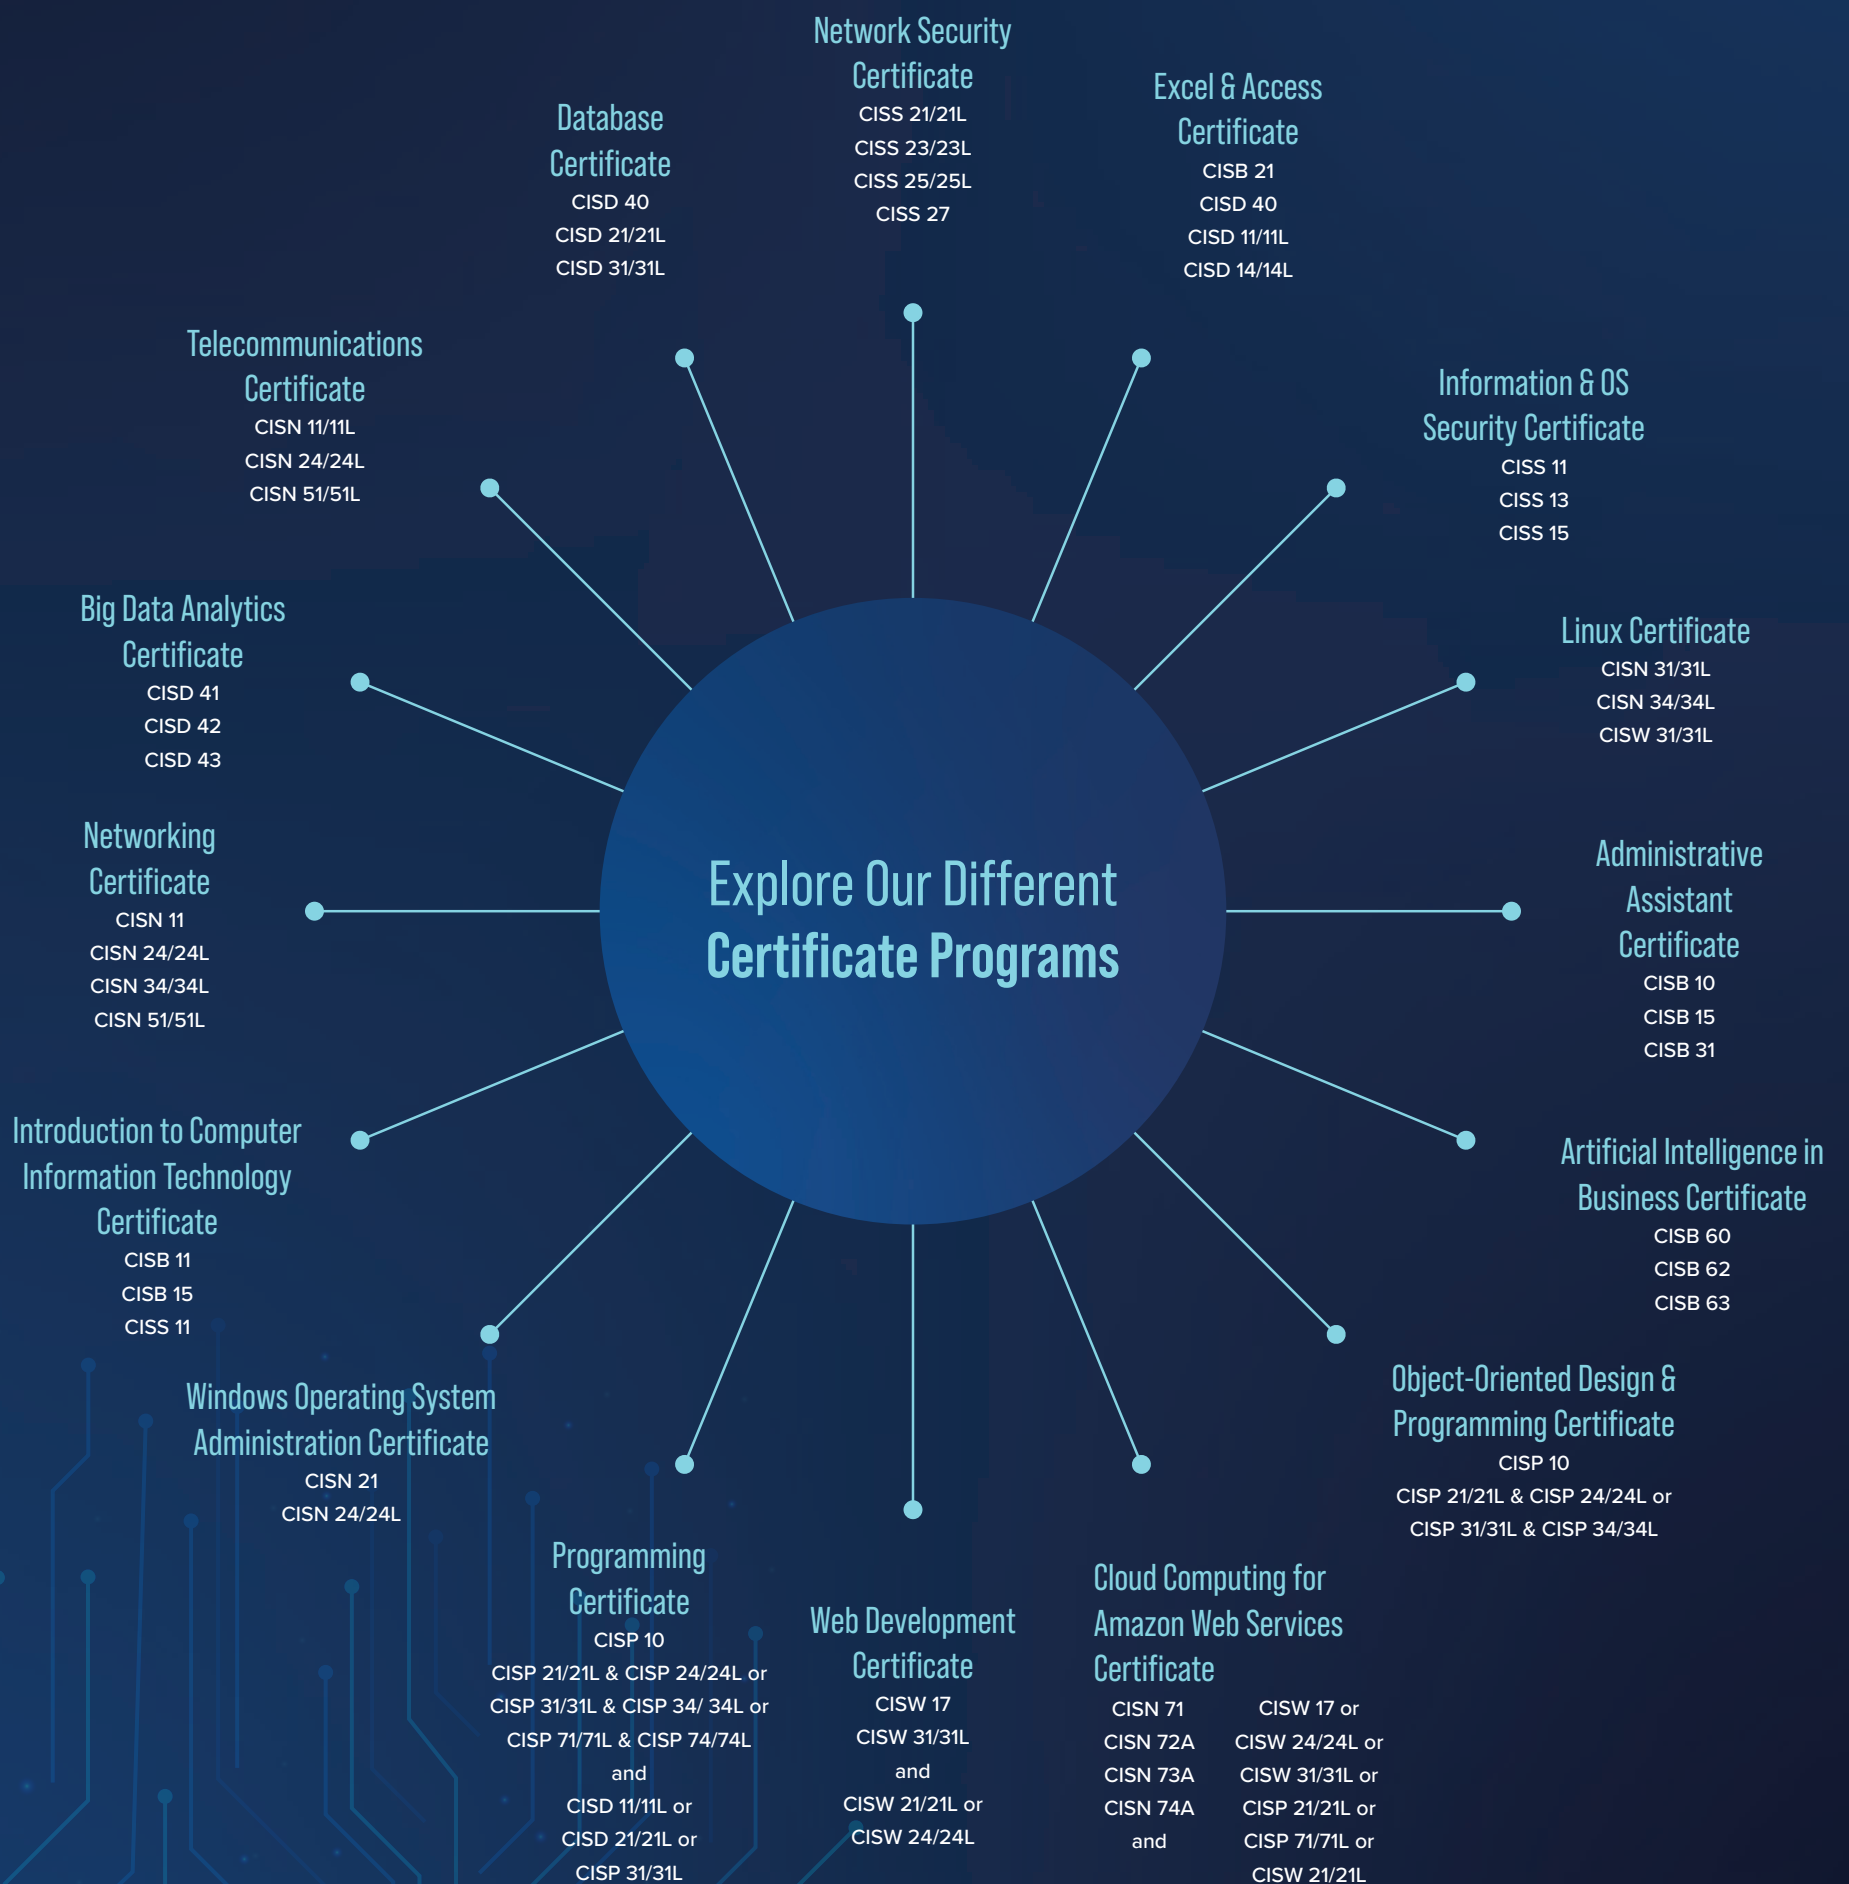 Network Security
Certificate
CISS 21/21L
CISS 23/23L
CISS 25/25L
CISS 27
Excel & Access
Certificate
CISB 21
CISD 40
CISD 11/11L
CISD 14/14L
Information & OS
Security Certificate
CISS 11
CISS 13
CISS 15
Linux Certificate
CISN 31/31L
CISN 34/34L
CISW 31/31L
Administrative
Assistant
Certificate
CISB 10
CISB 15
CISB 31
Artificial Intelligence in
Business Certificate
CISB 60
CISB 62
CISB 63
Object-Oriented Design &
Programming Certificate
CISP 10
CISP 21/21L & CISP 24/24L or
CISP 31/31L & CISP 34/34L
Cloud Computing for
Amazon Web Services
Certificate
CISN 71
CISN 72A
CISN 73A
CISN 74A
and
CISW 17 or
CISW 24/24L or
CISW 31/31L or
CISP 21/21L or
CISP 71/71L or
CISW 21/21L
Web Development
Certificate
CISW 17
CISW 31/31L
and
CISW 21/21L or
CISW 24/24L
Programming
Certificate
CISP 10
CISP 21/21L & CISP 24/24L or
CISP 31/31L & CISP 34/ 34L or
CISP 71/71L & CISP 74/74L
and
CISD 11/11L or
CISD 21/21L or
CISP 31/31L
Windows Operating System
Administration Certificate
CISN 21
CISN 24/24L
Introduction to Computer
Information Technology
Certificate
CISB 11
CISB 15
CISS 11
Networking
Certificate
CISN 11
CISN 24/24L
CISN 34/34L
CISN 51/51L
Big Data Analytics
Certificate
CISD 41
CISD 42
CISD 43
Telecommunications
Certificate
CISN 11/11L
CISN 24/24L
CISN 51/51L
Database
Certificate
CISD 40
CISD 21/21L
CISD 31/31L
Explore Our Different
Certificate Programs